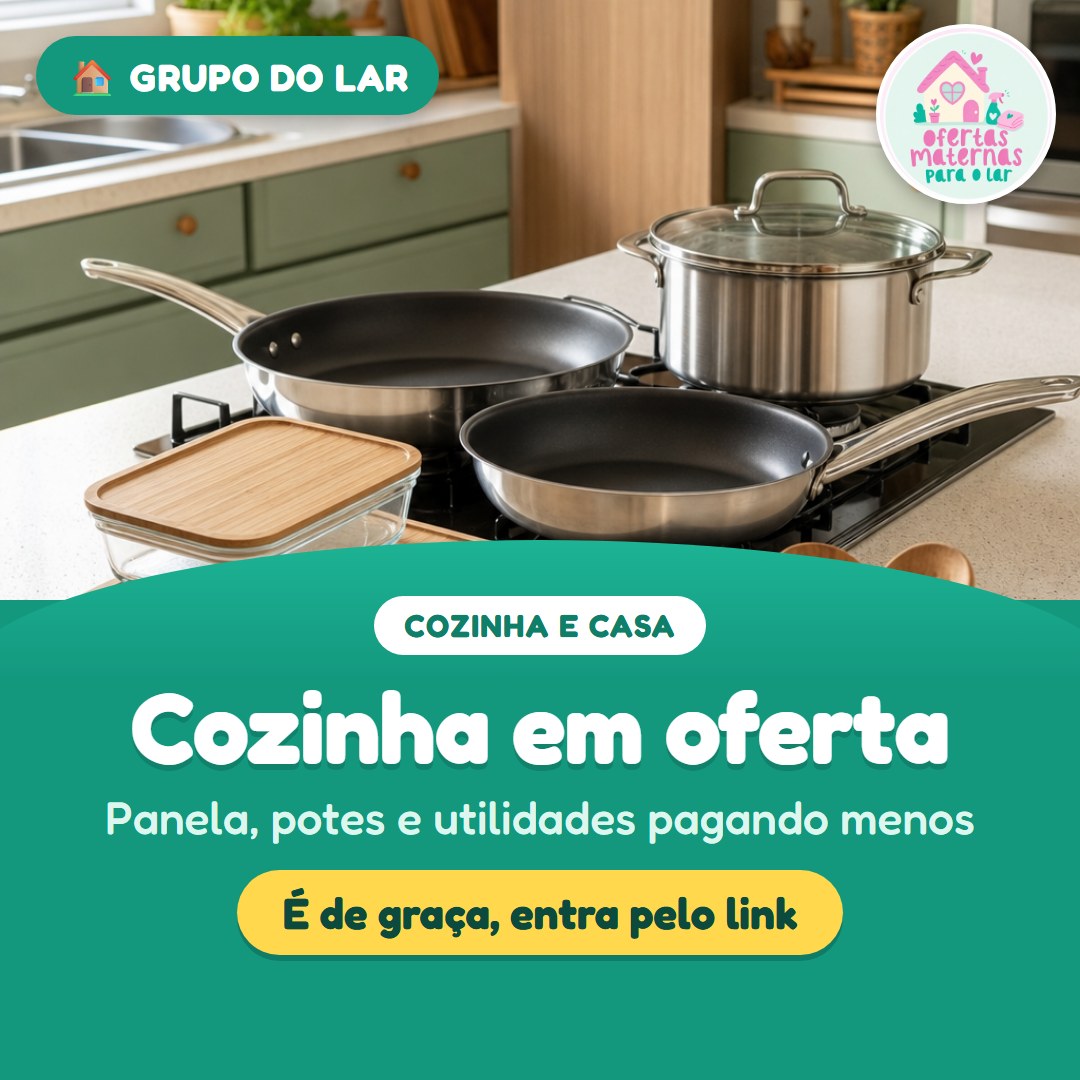 GRUPO DO LAR
ofertas
maternas
para o lar
COZINHA E CASA
Cozinha em oferta
Panela, potes e utilidades pagando menos
É de graça, entra pelo link